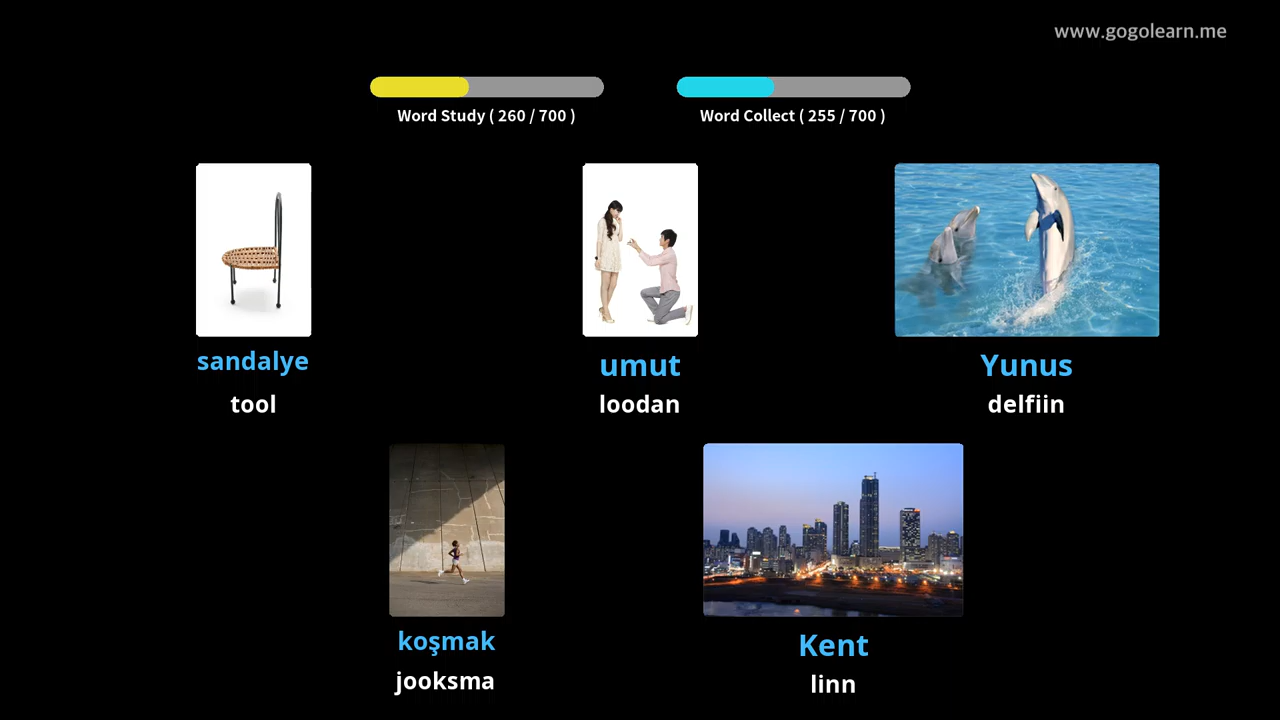 www.gogolearn.me
Word Study ( 260 / 700 )
Word Collect ( 255 / 700 )
sandalye
tool
umut
loodan
Yunus
delfiin
koşmak
jooksma
Kent
linn